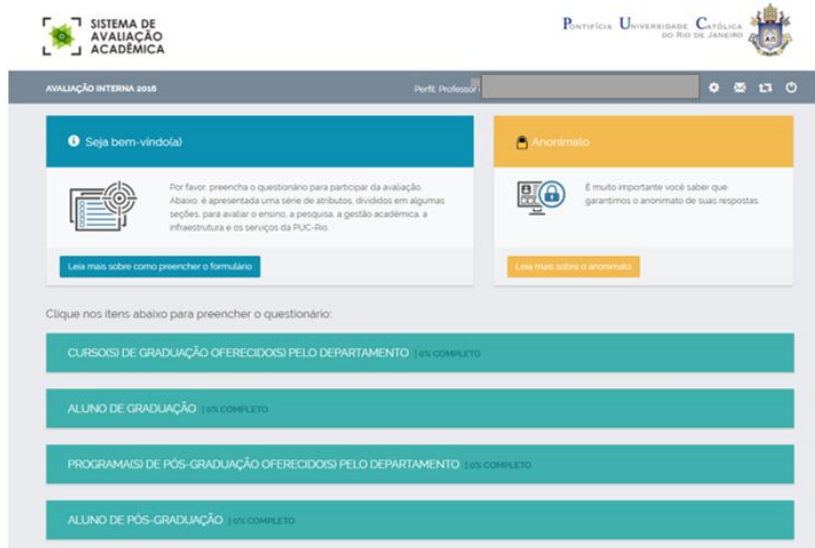 SISTEMA DE
AVALIAÇÃO
ACADÊMICA
PONTIFÍCIA UNIVERSIDADE CATÓLICA
DO RIO DE JANEIRO
AVALIAÇÃO INTERNA 2016
Perfil: Professor
Seja bem-vindo(a)
Por favor, preencha o questionário para participar da avaliação.
Abaixo, é apresentada uma série de atributos, divididos em algumas
seções, para avaliar o ensino, a pesquisa, a gestão acadêmica, a
infraestrutura e os serviços da PUC-Rio.
Leia mais sobre como preencher o formulário
Anonimato
É muito importante você saber que
garantimos o anonimato de suas respostas.
Leia mais sobre o anonimato
Clique nos itens abaixo para preencher o questionário:
CURSO(S) DE GRADUAÇÃO OFERECIDO(S) PELO DEPARTAMENTO | 0% COMPLETO
ALUNO DE GRADUAÇÃO | 0% COMPLETO
PROGRAMA(S) DE PÓS-GRADUAÇÃO OFERECIDO(S) PELO DEPARTAMENTO | 0% COMPLETO
ALUNO DE PÓS-GRADUAÇÃO | 0% COMPLETO